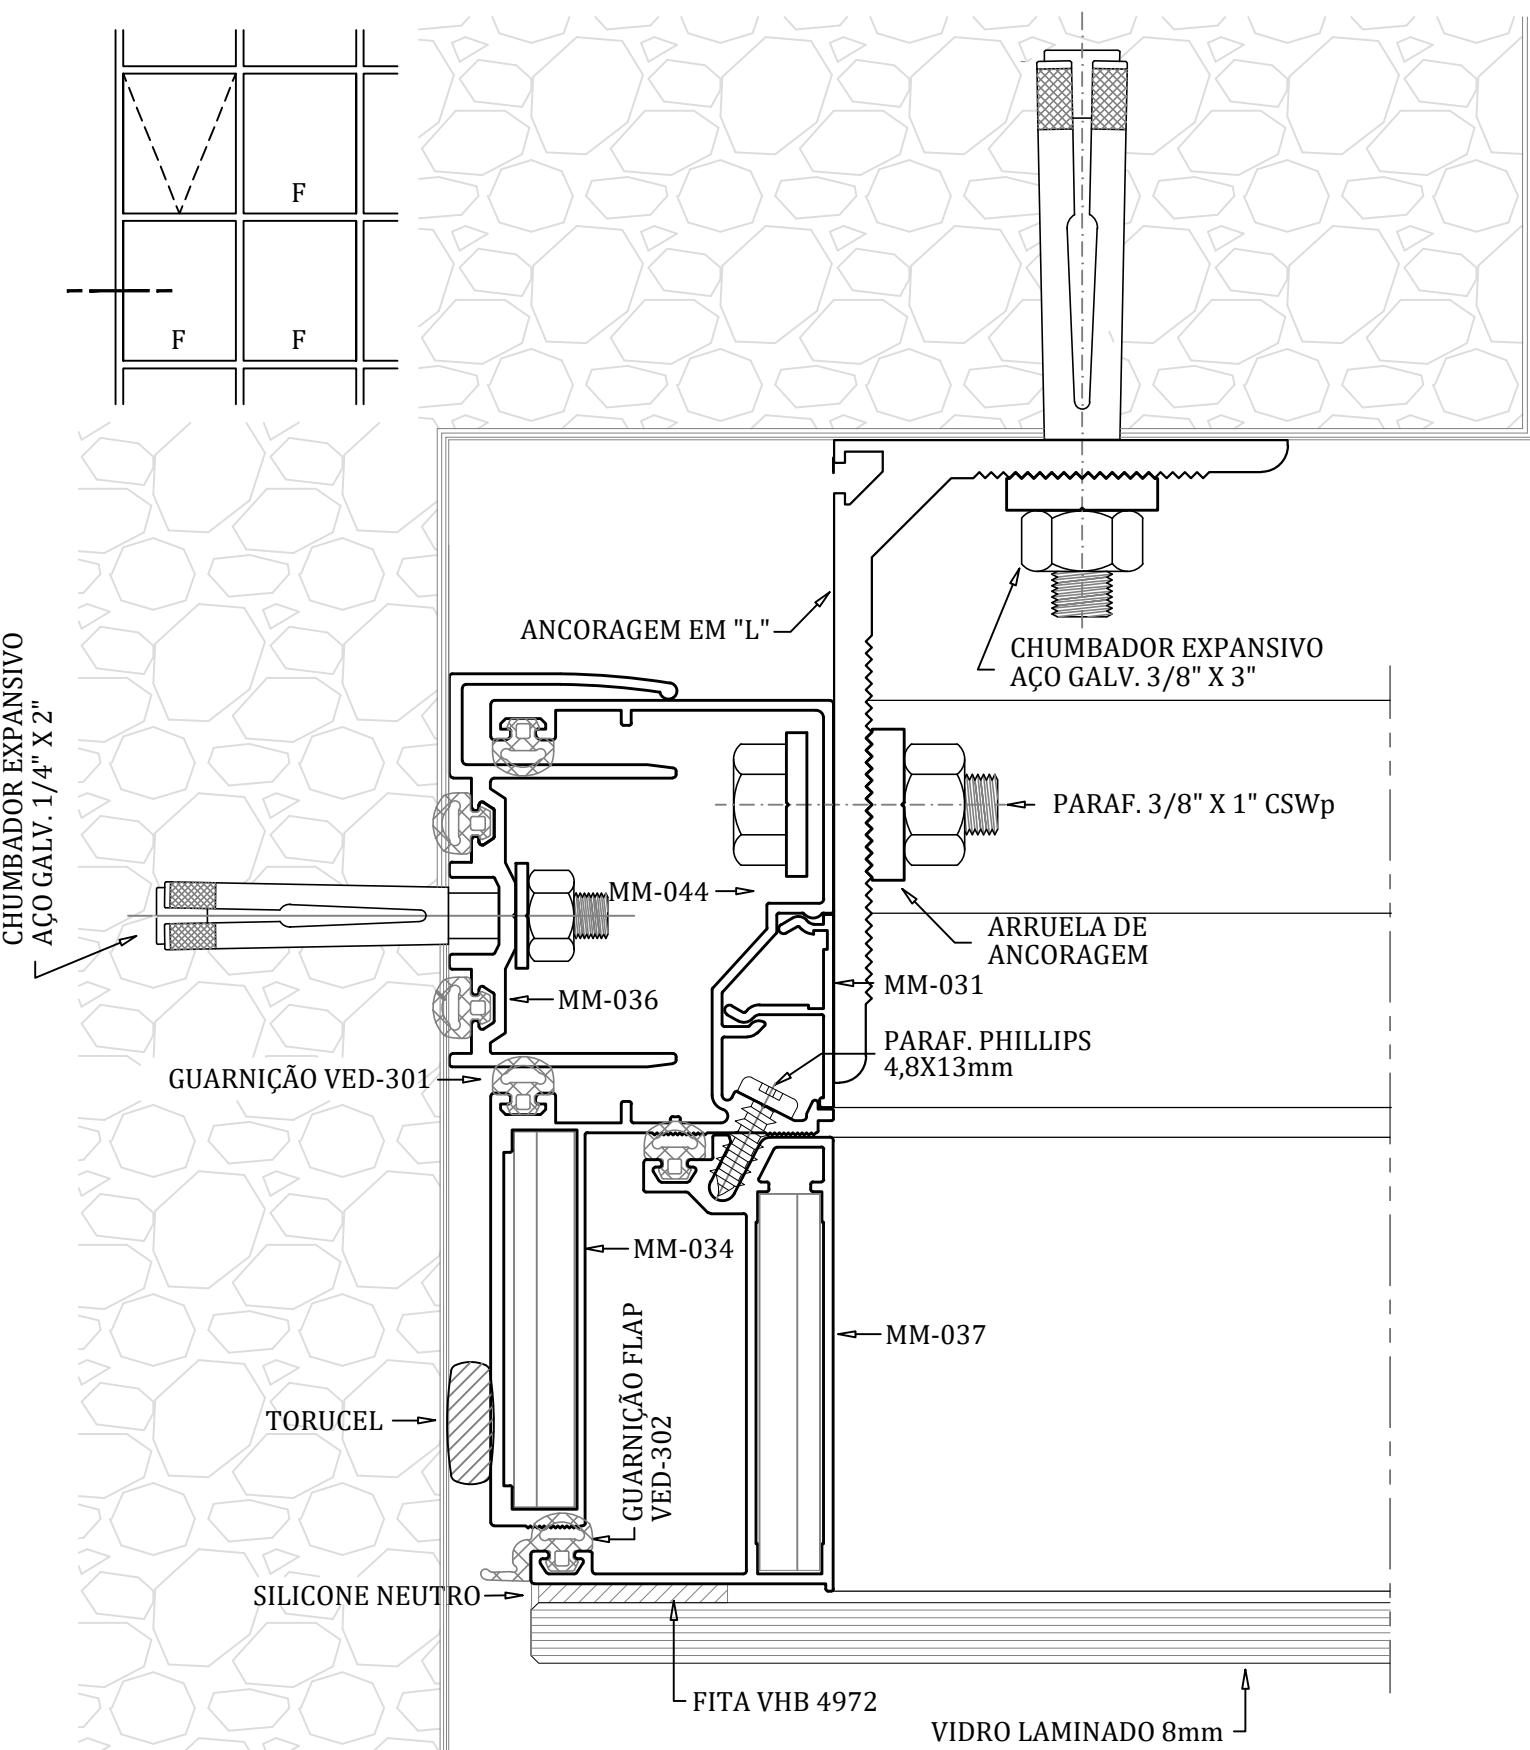 F
F
F
CHUMBADOR EXPANSIVO
AÇO GALV. 1/4" X 2"
ANCORAGEM EM "L"
CHUMBADOR EXPANSIVO
AÇO GALV. 3/8" X 3"
PARAF. 3/8" X 1" CSWp
MM-044
ARRUELA DE
ANCORAGEM
MM-036
MM-031
PARAF. PHILLIPS
4,8X13mm
GUARNIÇÃO VED-301
MM-034
MM-037
GUARNIÇÃO FLAP
VED-302
TORUCEL
SILICONE NEUTRO
FITA VHB 4972
VIDRO LAMINADO 8mm